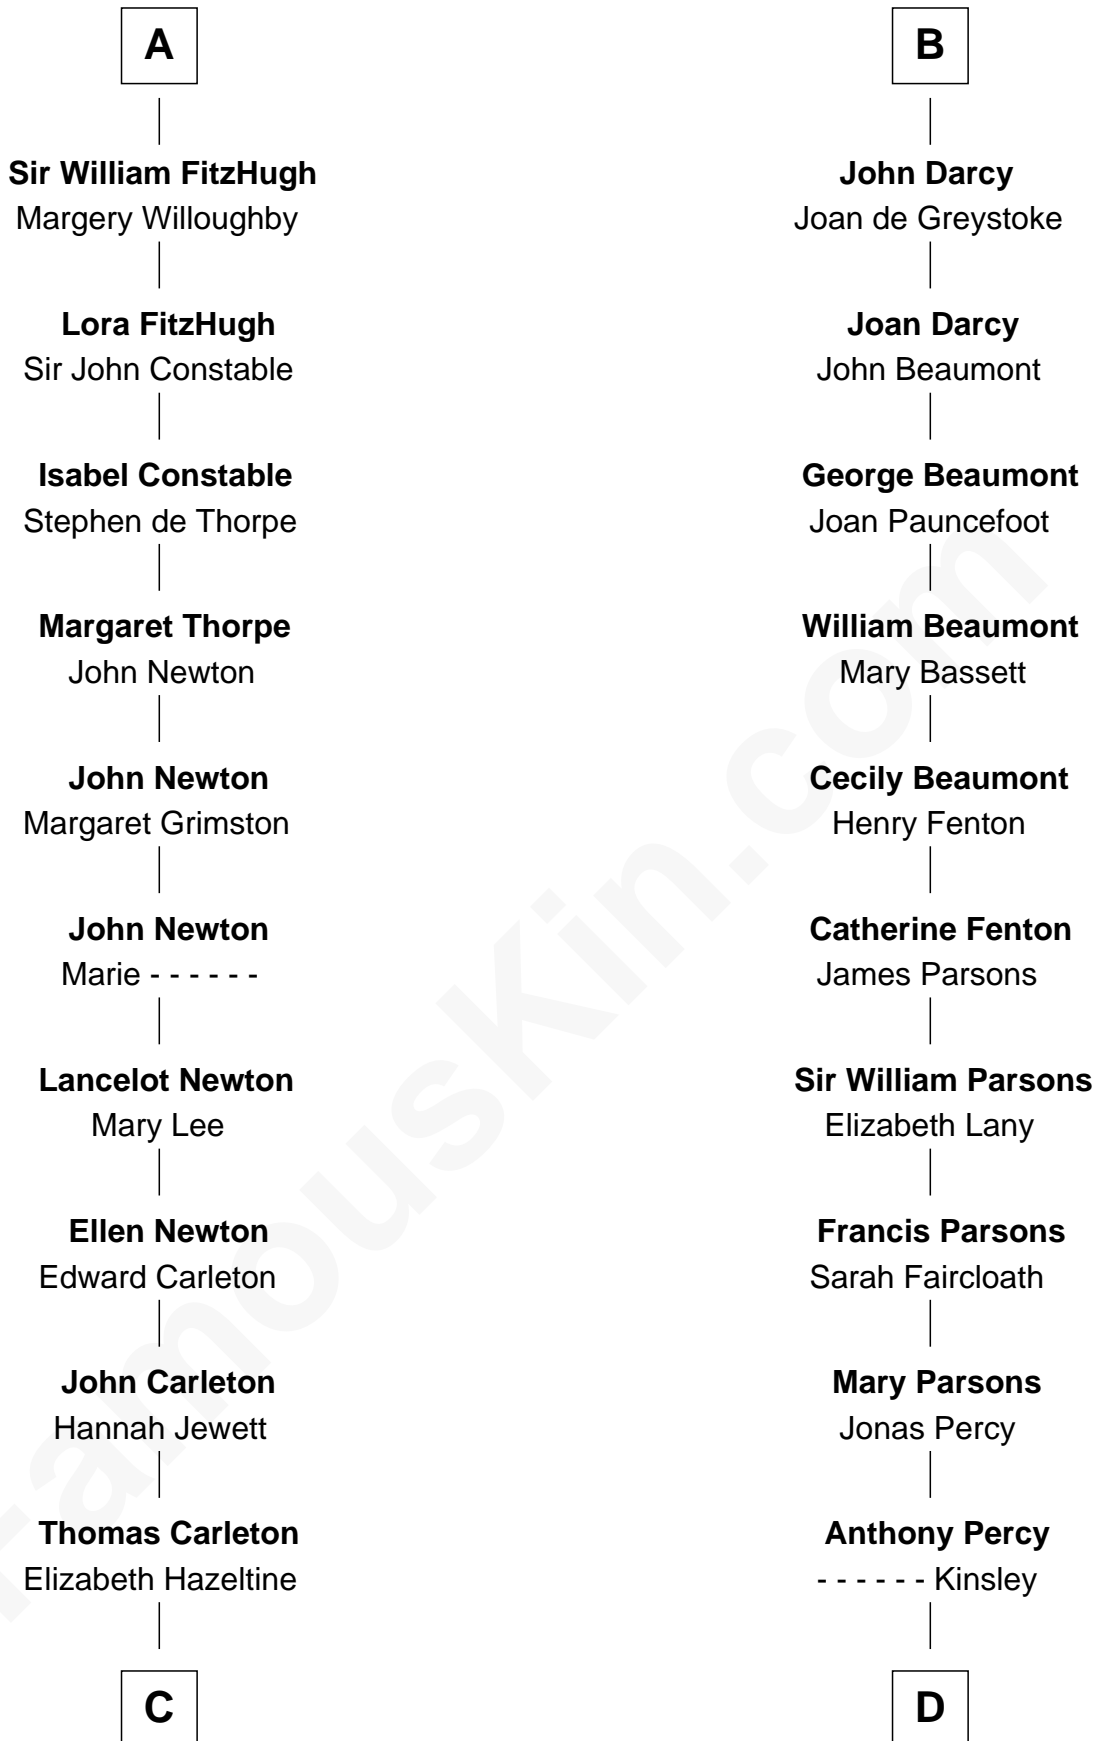 A
Sir William FitzHugh
Margery Willoughby
Lora FitzHugh
Sir John Constable
Isabel Constable
Stephen de Thorpe
Margaret Thorpe
John Newton
John Newton
Margaret Grimston
John Newton
Marie - - - - - -
Lancelot Newton
Mary Lee
Ellen Newton
Edward Carleton
John Carleton
Hannah Jewett
Thomas Carleton
Elizabeth Hazeltine
C
B
John Darcy
Joan de Greystoke
Joan Darcy
John Beaumont
George Beaumont
Joan Pauncefoot
William Beaumont
Mary Bassett
Cecily Beaumont
Henry Fenton
Catherine Fenton
James Parsons
Sir William Parsons
Elizabeth Lany
Francis Parsons
Sarah Faircloath
Mary Parsons
Jonas Percy
Anthony Percy
- - - - - - Kinsley
D
FamousKin.com